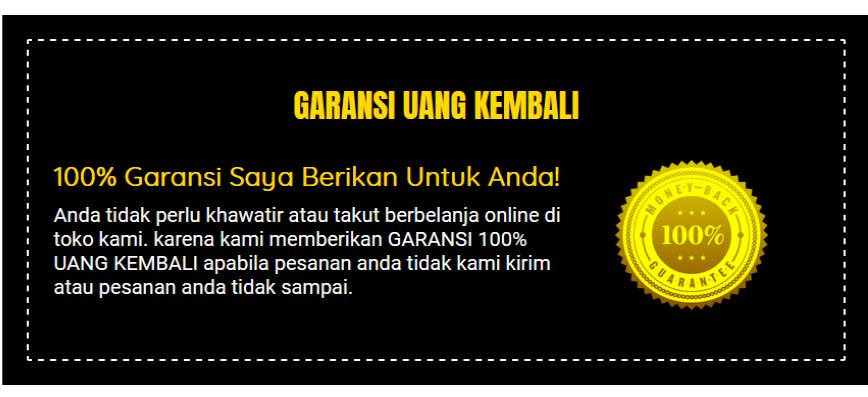 GARANSI UANG KEMBALI
100% Garansi Saya Berikan Untuk Anda!
Anda tidak perlu khawatir atau takut berbelanja online di
toko kami. karena kami memberikan GARANSI 100%
UANG KEMBALI apabila pesanan anda tidak kami kirim
atau pesanan anda tidak sampai.
MONEY-BACK
100%
GUARANTEE